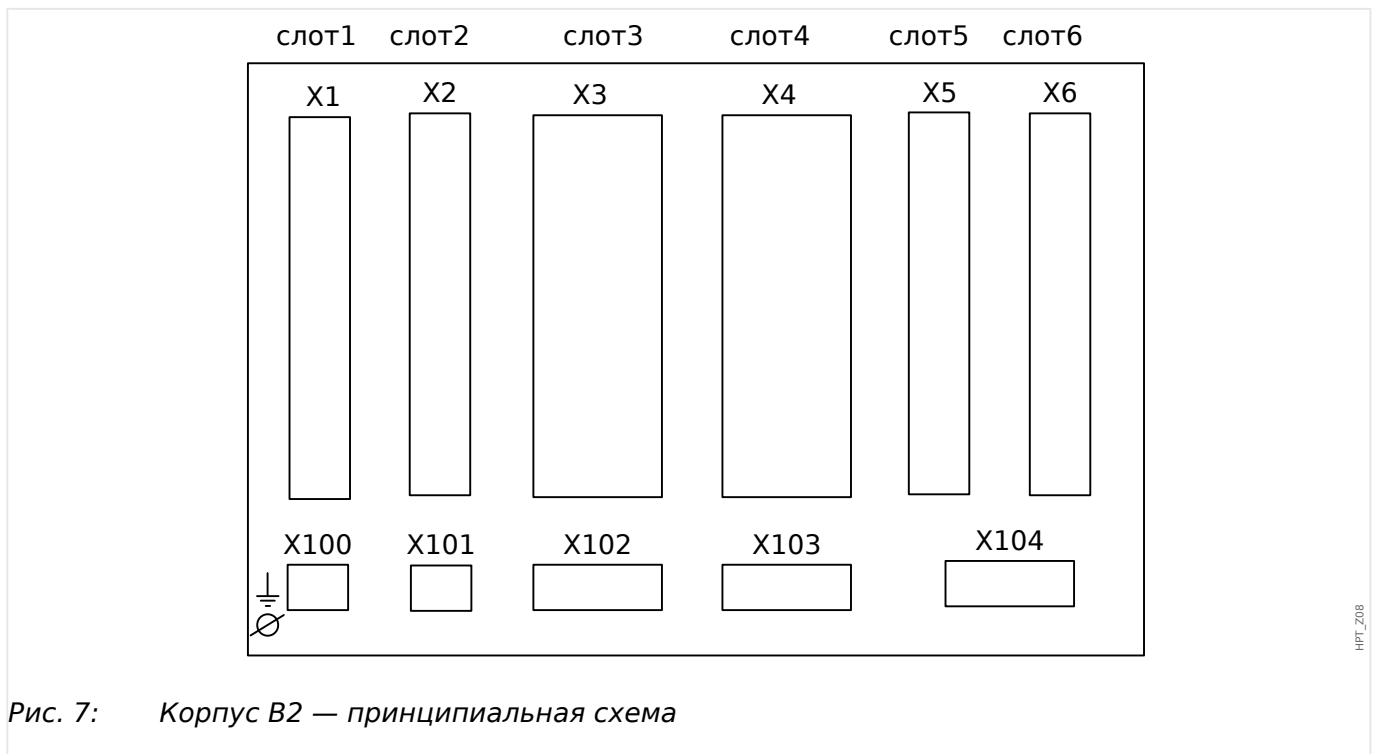 слот1 слот2 слот3 слот4 слот5 слот6
X1 X2 X3 X4 X5 X6
X100 X101 X102 X103 X104
HPT_Z08
Рис. 7: Корпус B2 — принципиальная схема